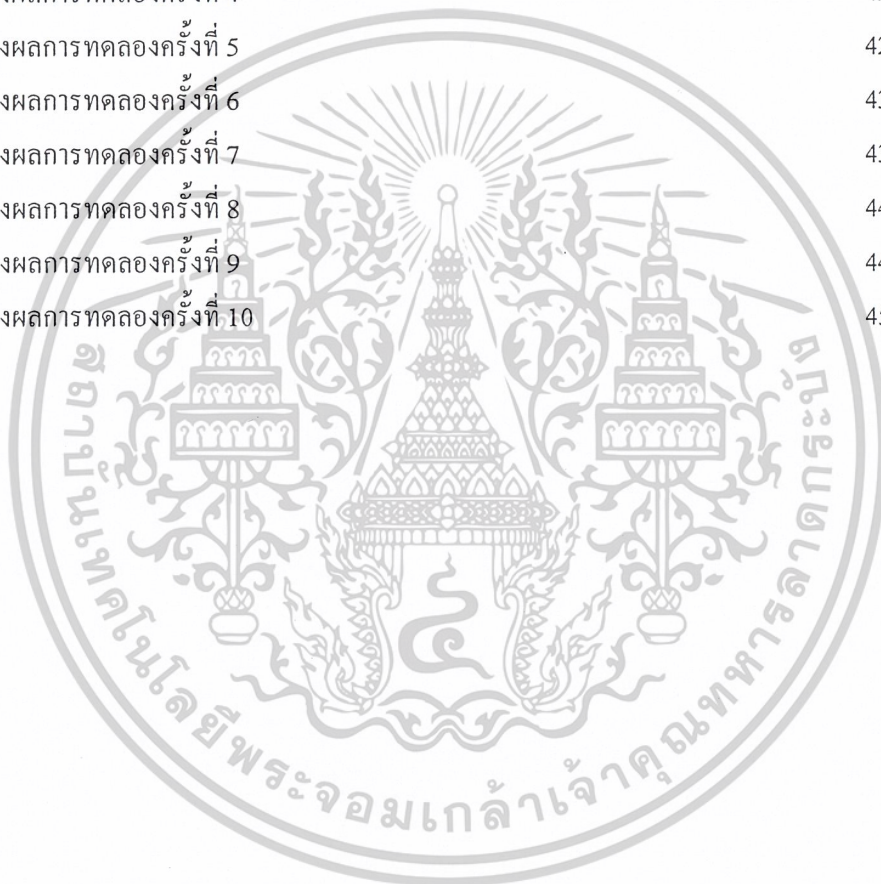 งผลการทดลองครั้งที่ 5 42
งผลการทดลองครั้งที่ 6 43
งผลการทดลองครั้งที่ 7 43
งผลการทดลองครั้งที่ 8 44
งผลการทดลองครั้งที่ 9 44
งผลการทดลองครั้งที่ 10 45
สถาบันเทคโนโลยีพระจอมเกล้าเจ้าคุณทหารลาดกระบัง